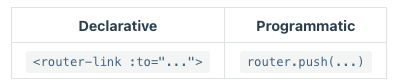 Declarative Programmatic
<router-link :to="..."> router.push(...)